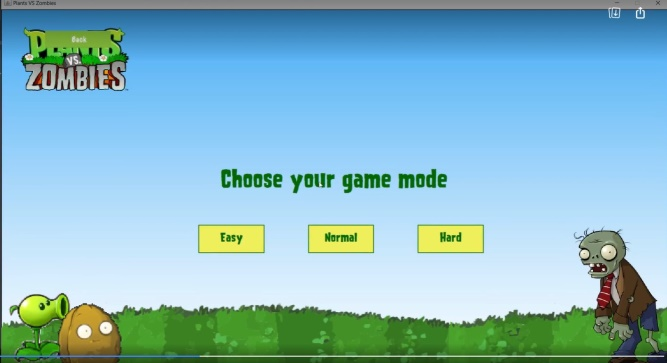 Plants VS Zombies
Back
PLANTS
VS.
ZOMBIES
Choose your game mode
Easy
Normal
Hard